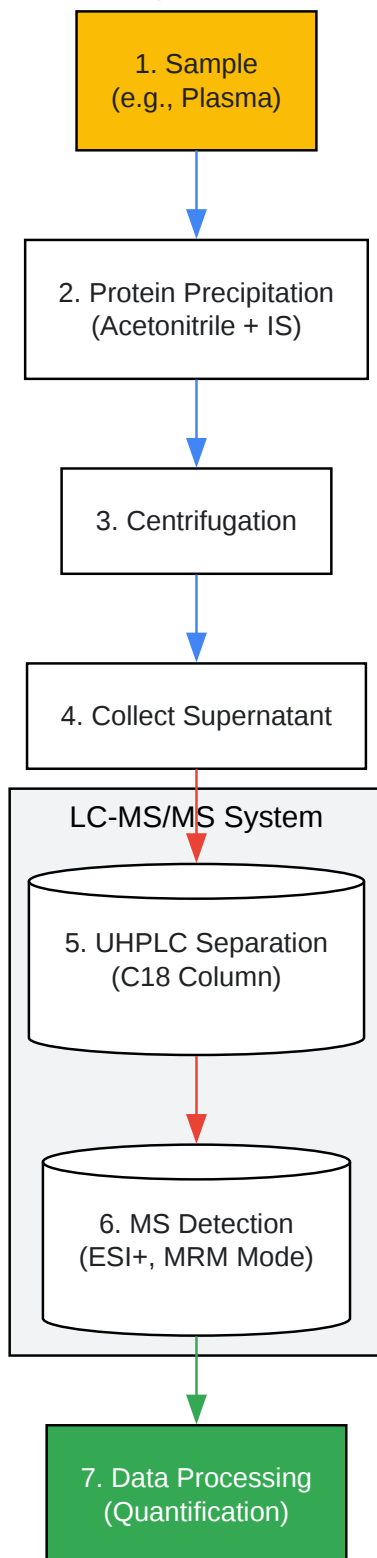 1. Sample
(e.g., Plasma)
2. Protein Precipitation
(Acetonitrile + IS)
3. Centrifugation
4. Collect Supernatant
LC-MS/MS System
5. UHPLC Separation
(C18 Column)
6. MS Detection
(ESI+, MRM Mode)
7. Data Processing
(Quantification)